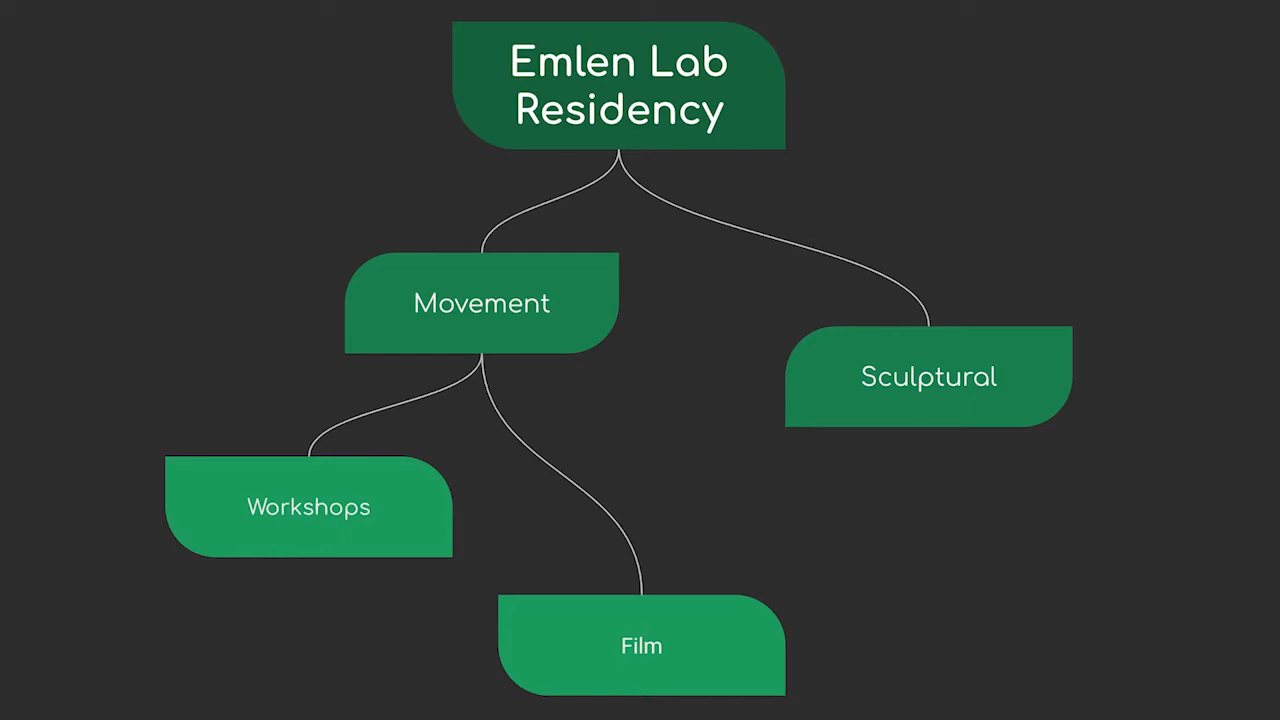 Emlen Lab
Residency
Movement
Sculptural
Workshops
Film